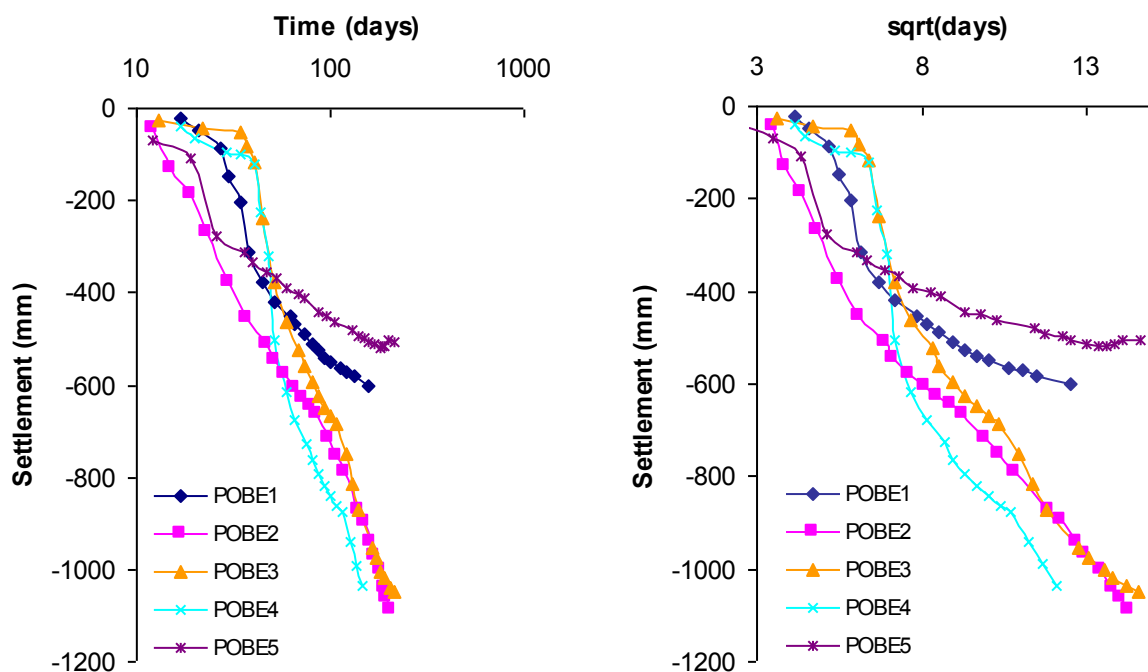 Time (days)
10 100 1000
0
-200
-400
-600
-800
-1000
-1200
Settlement (mm)
POBE1
POBE2
POBE3
POBE4
POBE5
sqrt(days)
3 8 13
0
-200
-400
-600
-800
-1000
-1200
Settlement (mm)
POBE1
POBE2
POBE3
POBE4
POBE5